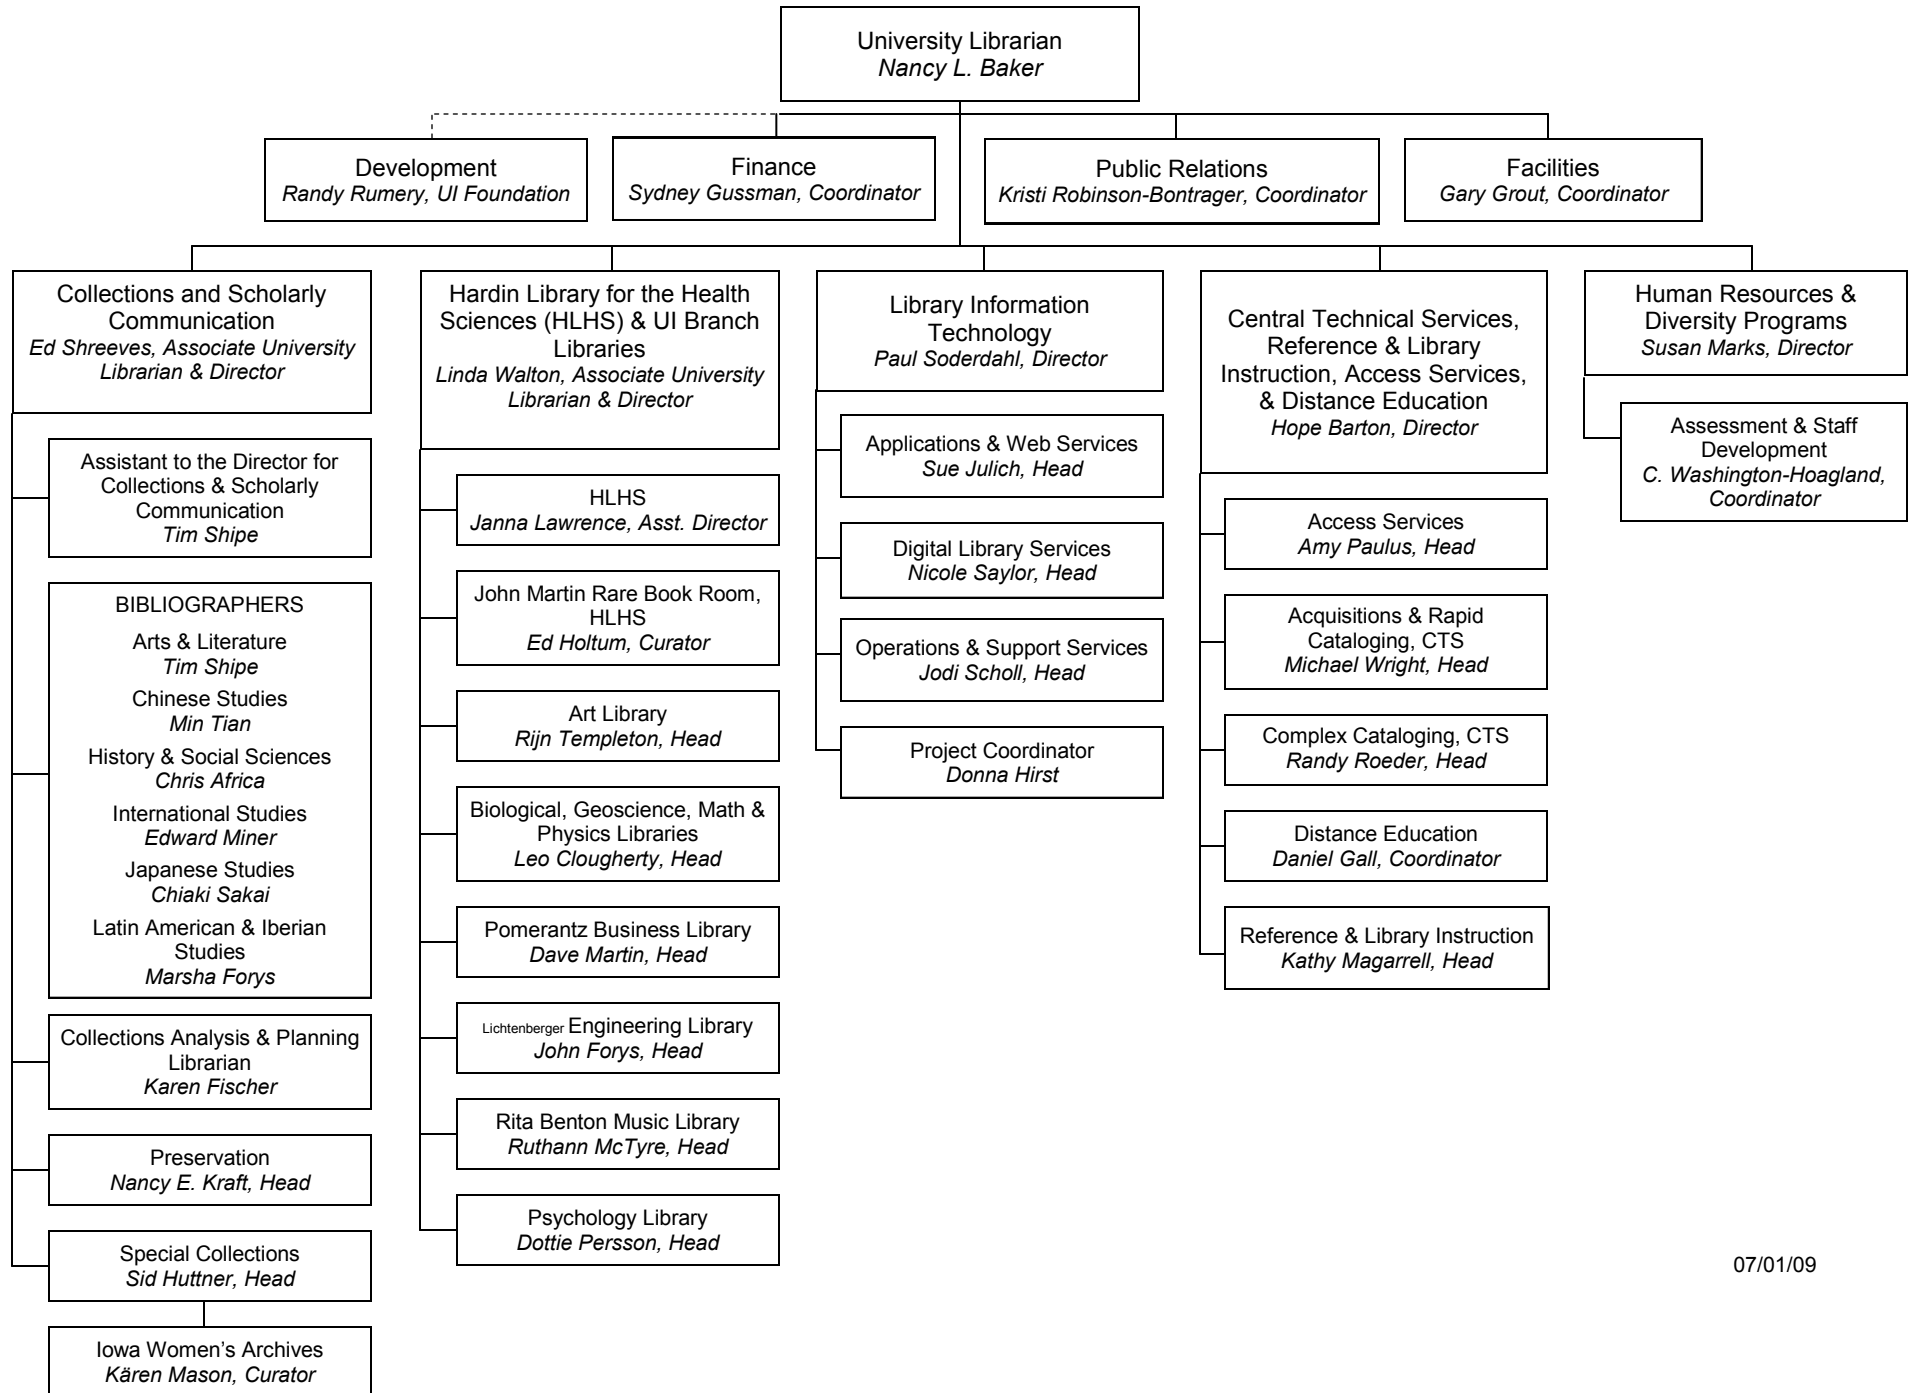 University Librarian
Nancy L. Baker
Development
Randy Rumery, UI Foundation
Finance
Sydney Gussman, Coordinator
Public Relations
Kristi Robinson-Bontrager, Coordinator
Facilities
Gary Grout, Coordinator
Collections and Scholarly
Communication
Ed Shreeves, Associate University
Librarian & Director
Assistant to the Director for
Collections & Scholarly
Communication
Tim Shipe
BIBLIOGRAPHERS
Arts & Literature
Tim Shipe
Chinese Studies
Min Tian
History & Social Sciences
Chris Africa
International Studies
Edward Miner
Japanese Studies
Chiaki Sakai
Latin American & Iberian
Studies
Marsha Forys
Collections Analysis & Planning
Librarian
Karen Fischer
Preservation
Nancy E. Kraft, Head
Special Collections
Sid Huttner, Head
Iowa Women’s Archives
Kären Mason, Curator
Hardin Library for the Health
Sciences (HLHS) & UI Branch
Libraries
Linda Walton, Associate University
Librarian & Director
HLHS
Janna Lawrence, Asst. Director
John Martin Rare Book Room,
HLHS
Ed Holtum, Curator
Art Library
Rijn Templeton, Head
Biological, Geoscience, Math &
Physics Libraries
Leo Clougherty, Head
Pomerantz Business Library
Dave Martin, Head
Lichtenberger Engineering Library
John Forys, Head
Rita Benton Music Library
Ruthann McTyre, Head
Psychology Library
Dottie Persson, Head
Library Information
Technology
Paul Soderdahl, Director
Applications & Web Services
Sue Julich, Head
Digital Library Services
Nicole Saylor, Head
Operations & Support Services
Jodi Scholl, Head
Project Coordinator
Donna Hirst
Central Technical Services,
Reference & Library
Instruction, Access Services,
& Distance Education
Hope Barton, Director
Access Services
Amy Paulus, Head
Acquisitions & Rapid
Cataloging, CTS
Michael Wright, Head
Complex Cataloging, CTS
Randy Roeder, Head
Distance Education
Daniel Gall, Coordinator
Reference & Library Instruction
Kathy Magarrell, Head
Human Resources &
Diversity Programs
Susan Marks, Director
Assessment & Staff
Development
C. Washington-Hoagland,
Coordinator
07/01/09